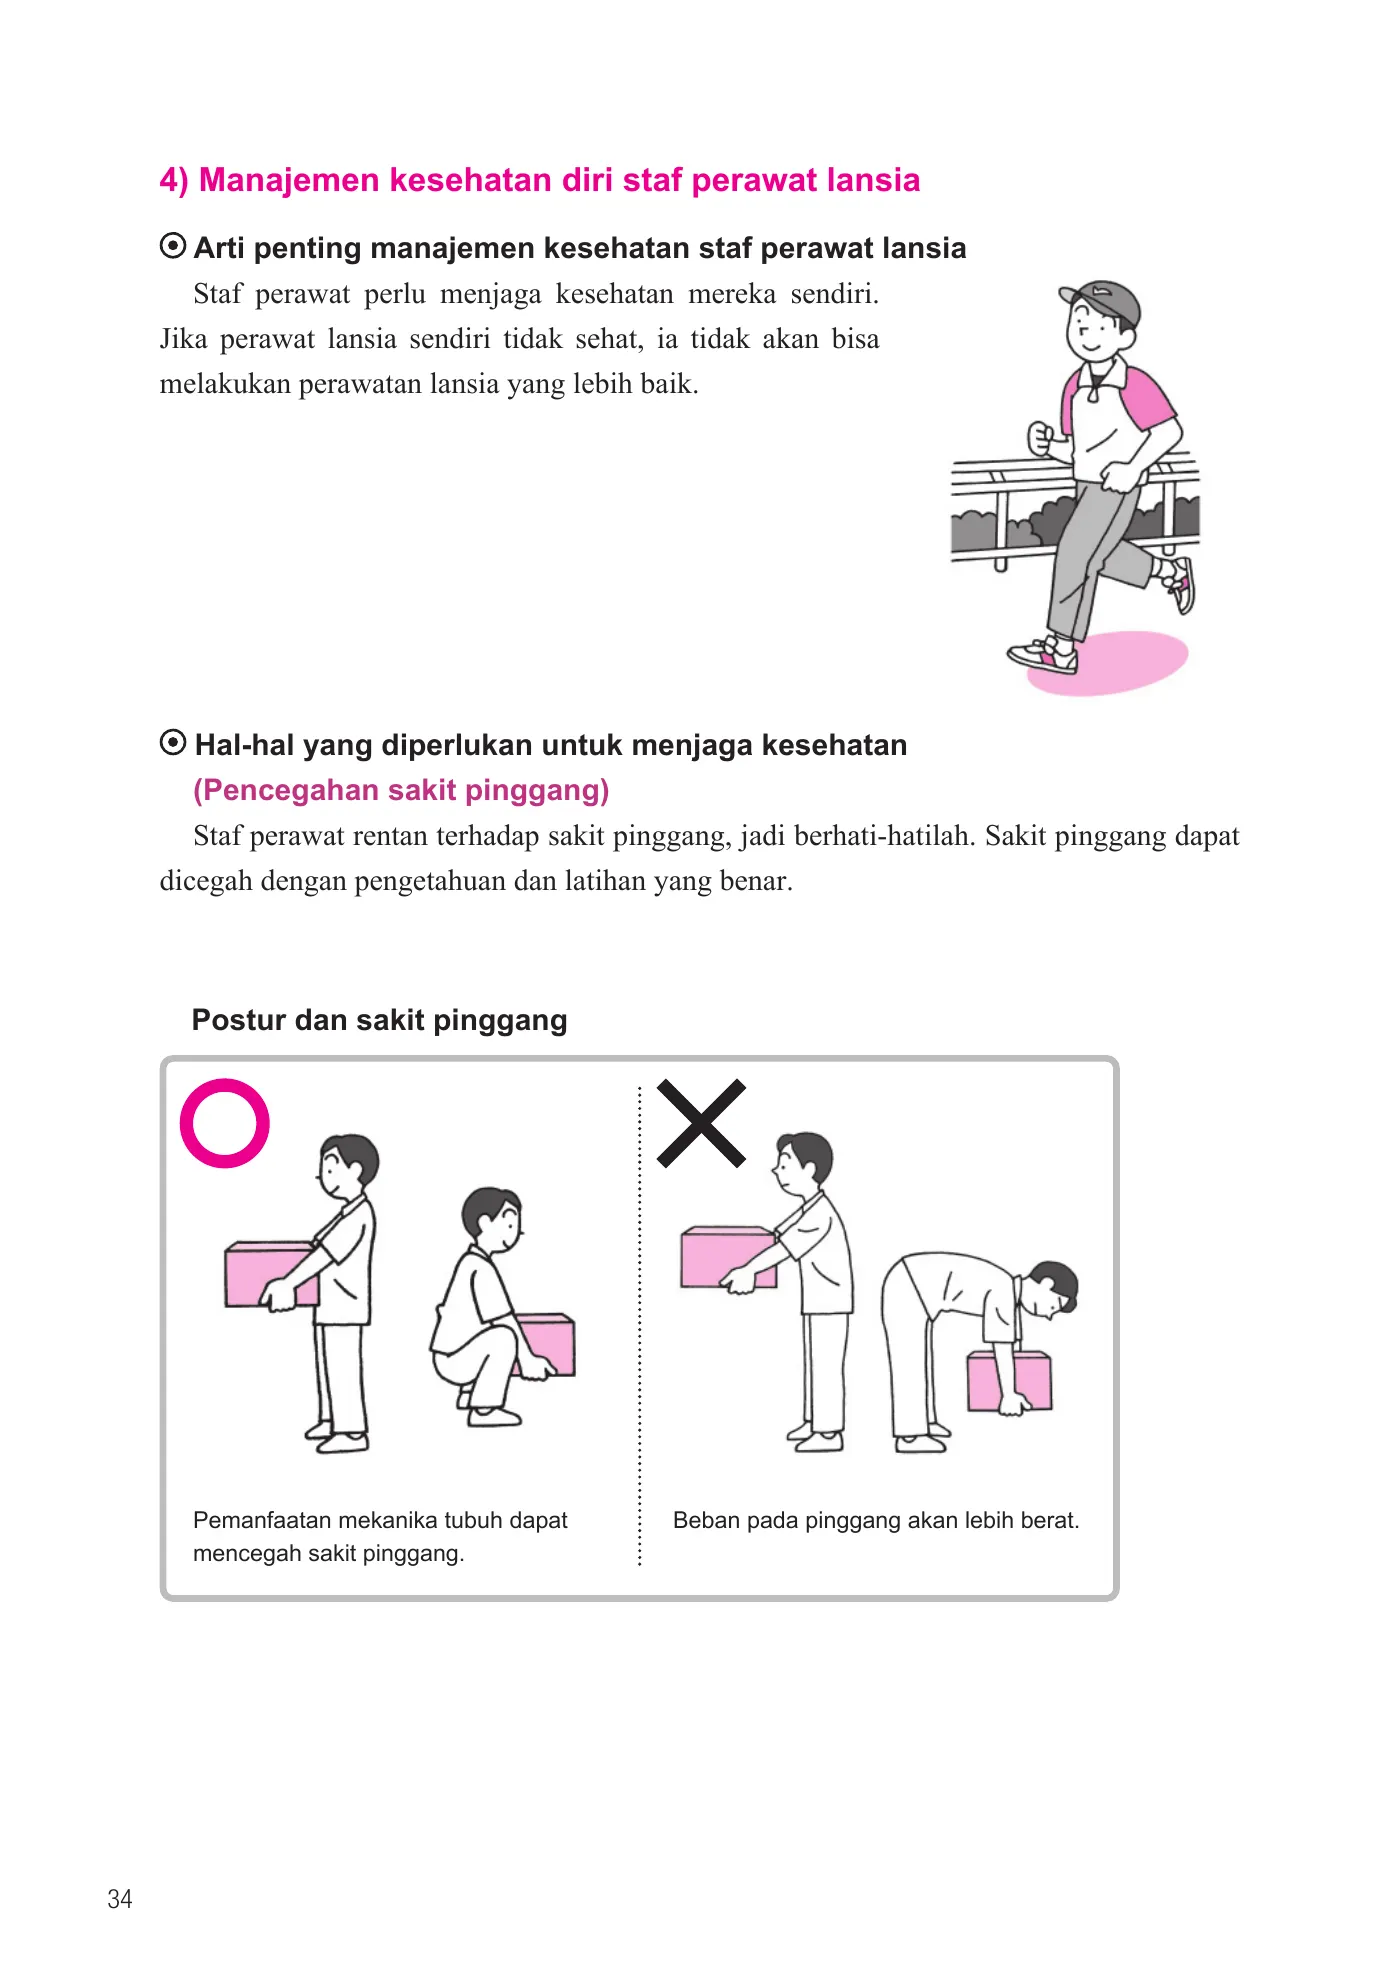 4) Manajemen kesehatan diri staf perawat lansia
Arti penting manajemen kesehatan staf perawat lansia
Staf perawat perlu menjaga kesehatan mereka sendiri.
Jika perawat lansia sendiri tidak sehat, ia tidak akan bisa
melakukan perawatan lansia yang lebih baik.
Hal-hal yang diperlukan untuk menjaga kesehatan
(Pencegahan sakit pinggang)
Staf perawat rentan terhadap sakit pinggang, jadi berhati-hatilah. Sakit pinggang dapat
dicegah dengan pengetahuan dan latihan yang benar.
Postur dan sakit pinggang
Pemanfaatan mekanika tubuh dapat
mencegah sakit pinggang.
Beban pada pinggang akan lebih berat.
34